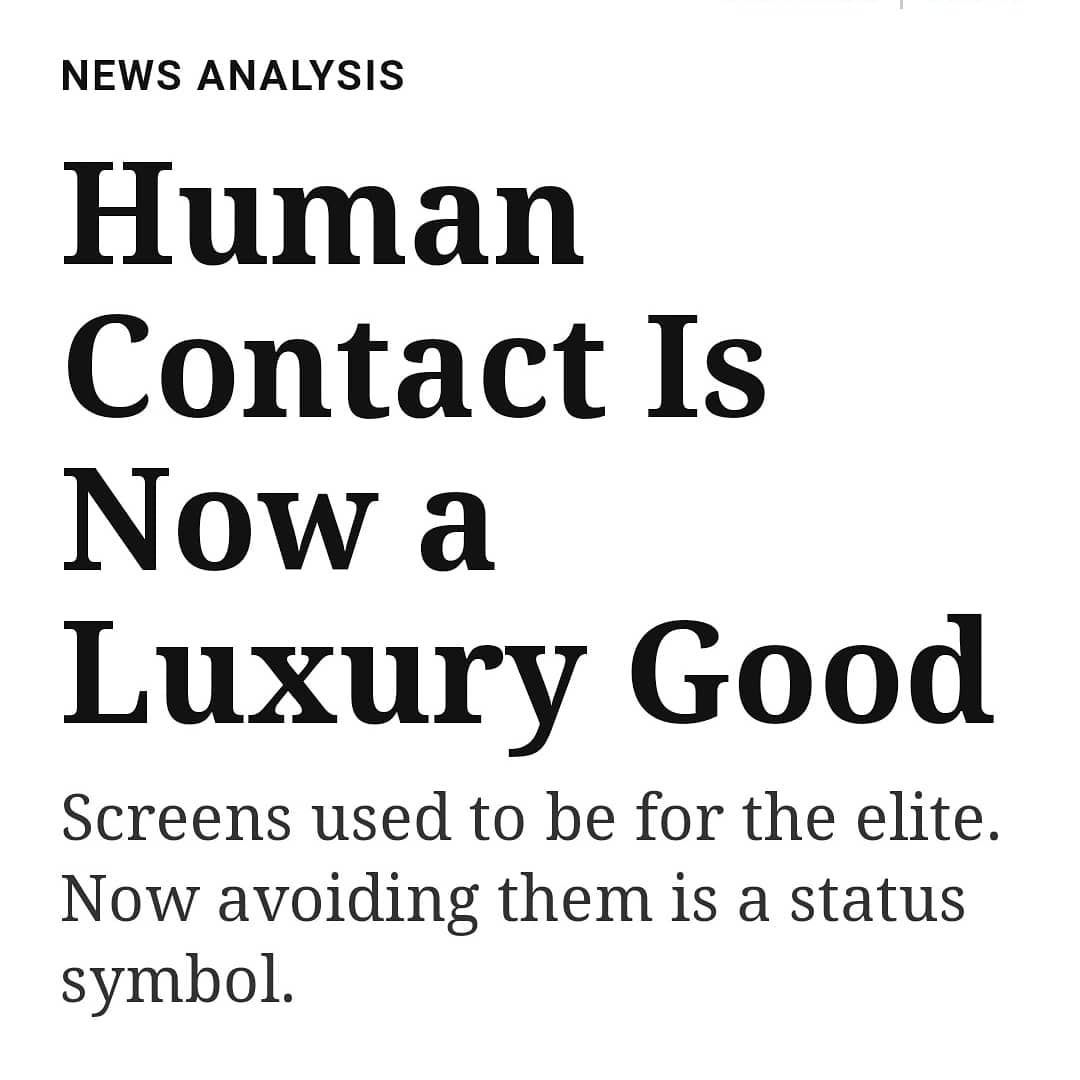 NEWS ANALYSIS
Human
Contact Is
Now a
Luxury Good
Screens used to be for the elite.
Now avoiding them is a status
symbol.